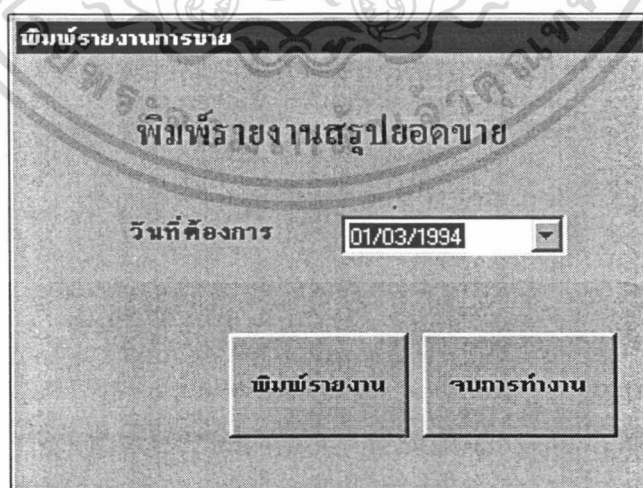 พิมพ์รายงานการขาย
พิมพ์รายงานสรุปยอดขาย
วันที่ต้องการ 01/03/1994
พิมพ์รายงาน จบการทำงาน